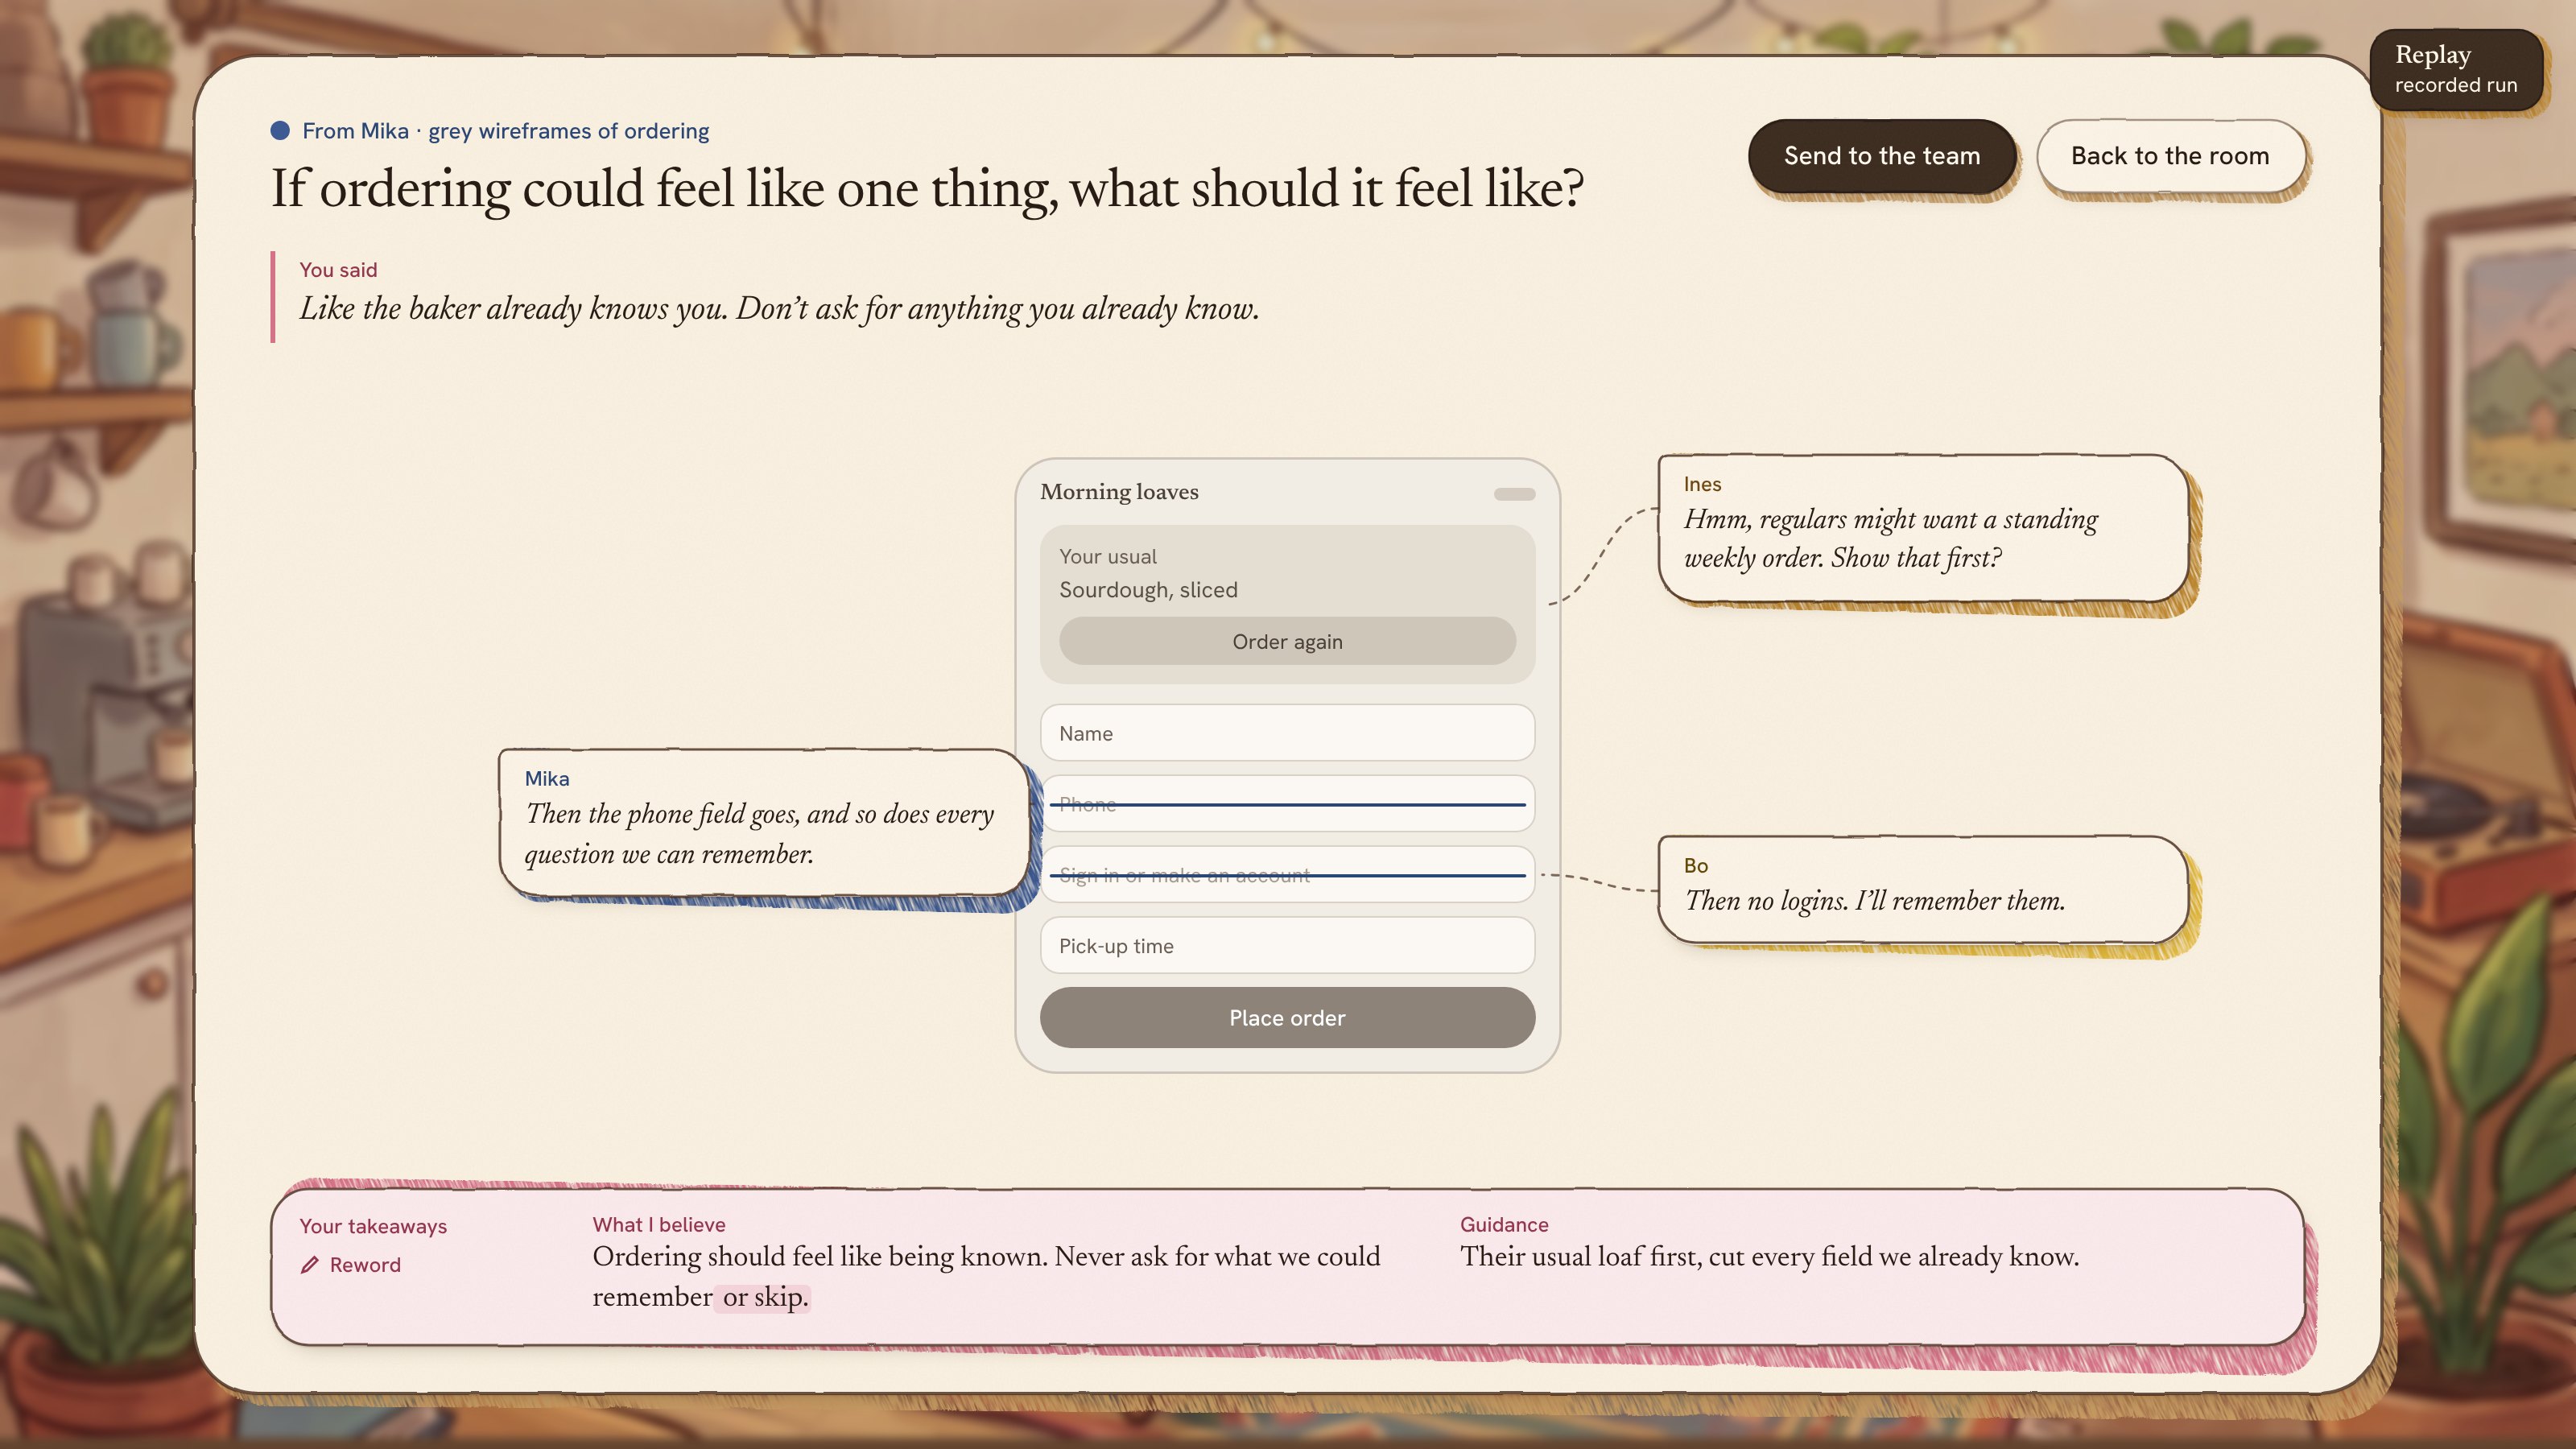 Replay
recorded run
From Mika · grey wireframes of ordering
If ordering could feel like one thing, what should it feel like?
Send to the team
Back to the room
You said
Like the baker already knows you. Don’t ask for anything you already know.
Morning loaves
Your usual
Sourdough, sliced
Order again
Name
Phone
Sign in or make an account
Pick-up time
Place order
Ines
Hmm, regulars might want a standing
weekly order. Show that first?
Mika
Then the phone field goes, and so does every
question we can remember.
Bo
Then no logins. I’ll remember them.
Your takeaways
Reword
What I believe
Ordering should feel like being known. Never ask for what we could
remember or skip.
Guidance
Their usual loaf first, cut every field we already know.